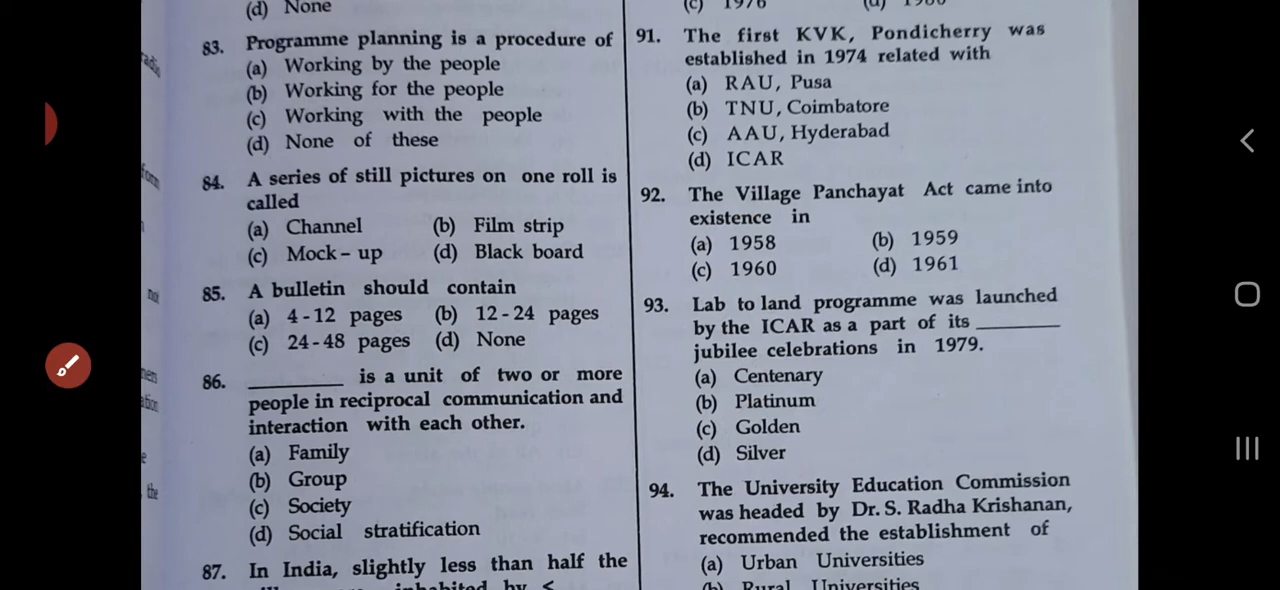 (d) None
83. Programme planning is a procedure of
(a) Working by the people
(b) Working for the people
(c) Working with the people
(d) None of these
84. A series of still pictures on one roll is
called
(a) Channel (b) Film strip
(c) Mock - up (d) Black board
85. A bulletin should contain
(a) 4 - 12 pages (b) 12 - 24 pages
(c) 24 - 48 pages (d) None
86. ________ is a unit of two or more
people in reciprocal communication and
interaction with each other.
(a) Family
(b) Group
(c) Society
(d) Social stratification
87. In India, slightly less than half the
inhabited by <
(c) 1976
91. The first KVK, Pondicherry was
established in 1974 related with
(a) RAU, Pusa
(b) TNU, Coimbatore
(c) AAU, Hyderabad
(d) ICAR
92. The Village Panchayat Act came into
existence in
(a) 1958 (b) 1959
(c) 1960 (d) 1961
93. Lab to land programme was launched
by the ICAR as a part of its ________
jubilee celebrations in 1979.
(a) Centenary
(b) Platinum
(c) Golden
(d) Silver
94. The University Education Commission
was headed by Dr. S. Radha Krishanan,
recommended the establishment of
(a) Urban Universities
(b) Rural Universities